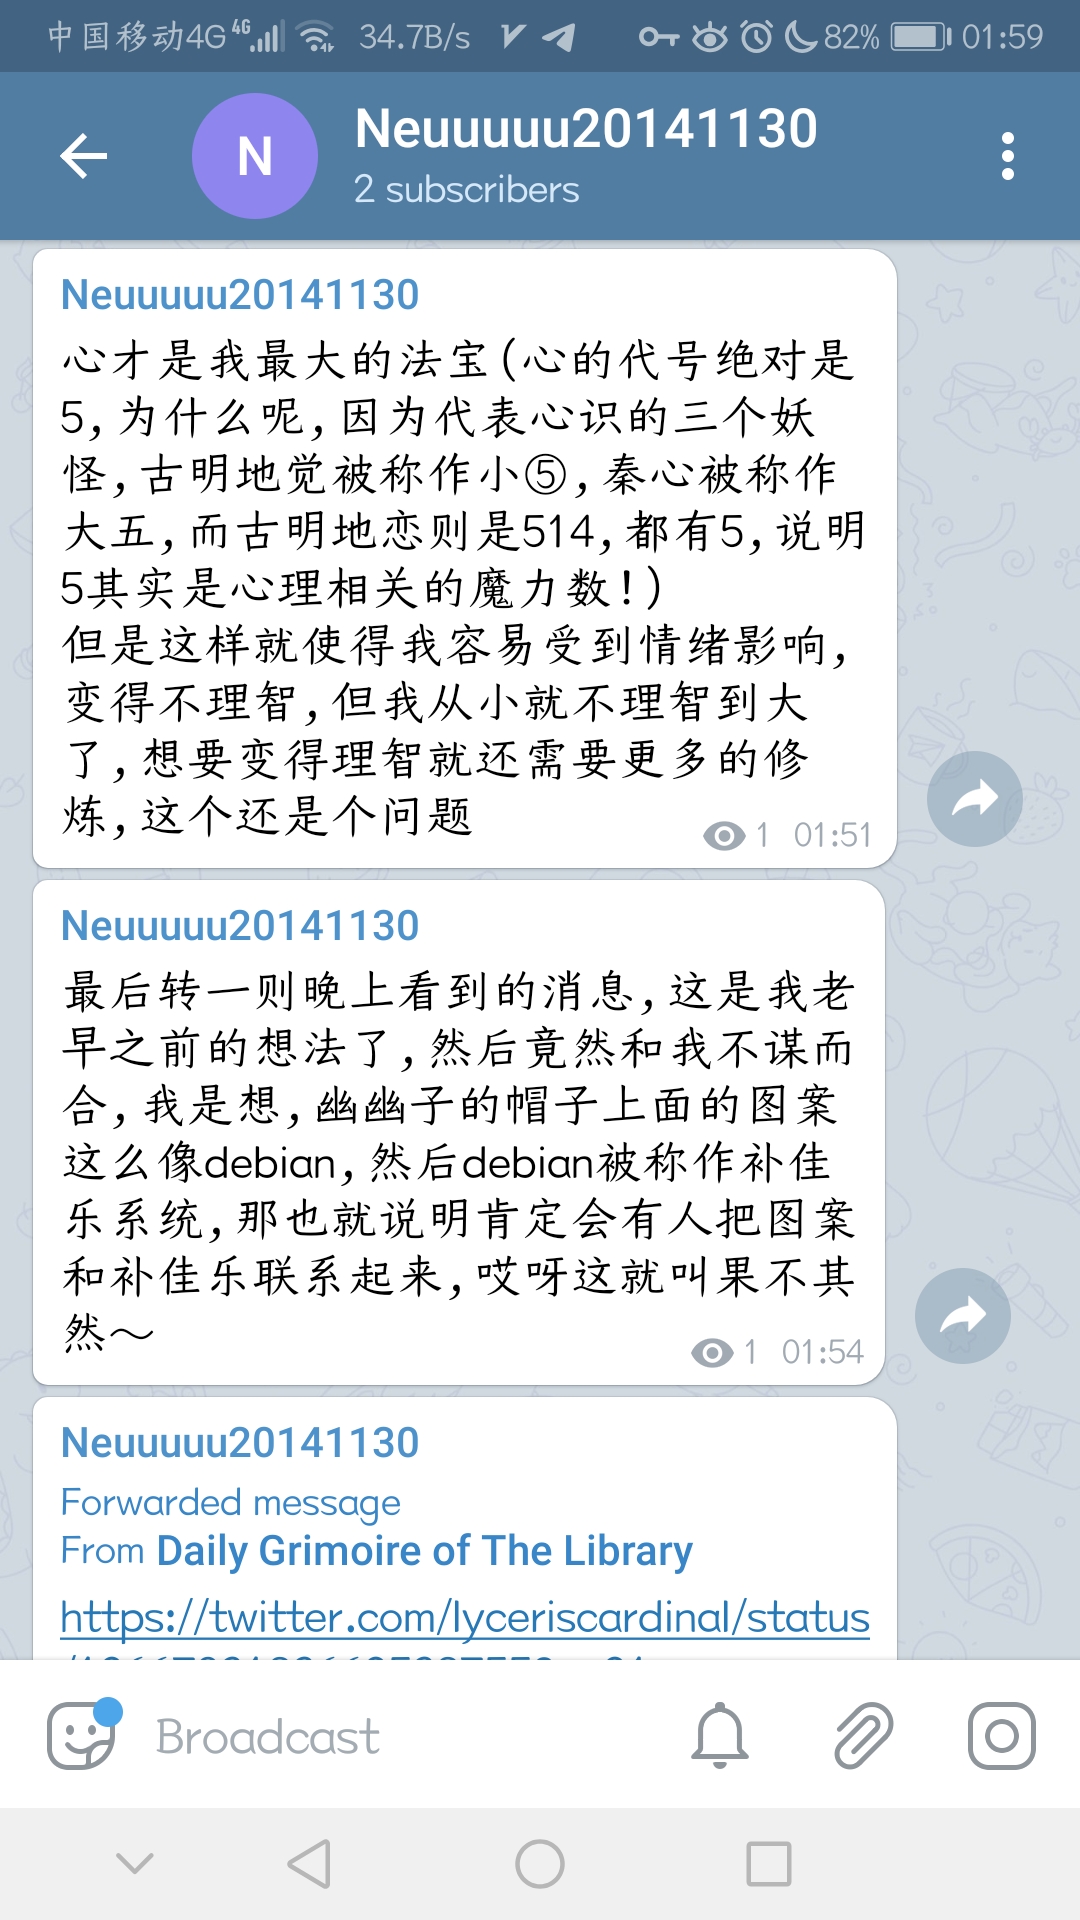 中国移动4G 4G 34.7B/s 82% 01:59
N
Neuuuuu20141130
2 subscribers
Neuuuuu20141130
心才是我最大的法宝(心的代号绝对是
5,为什么呢,因为代表心识的三个妖
怪,古明地觉被称作小⑤,秦心被称作
大五,而古明地恋则是514,都有5,说明
5其实是心理相关的魔力数!)
但是这样就使得我容易受到情绪影响,
变得不理智,但我从小就不理智到大
了,想要变得理智就还需要更多的修
炼,这个还是个问题
1 01:51
Neuuuuu20141130
最后转一则晚上看到的消息,这是我老
早之前的想法了,然后竟然和我不谋而
合,我是想,幽幽子的帽子上面的图案
这么像debian,然后debian被称作补佳
乐系统,那也就说明肯定会有人把图案
和补佳乐联系起来,哎呀这就叫果不其
然～
1 01:54
Neuuuuu20141130
Forwarded message
From Daily Grimoire of The Library
https://twitter.com/lyceriscardinal/status
Broadcast